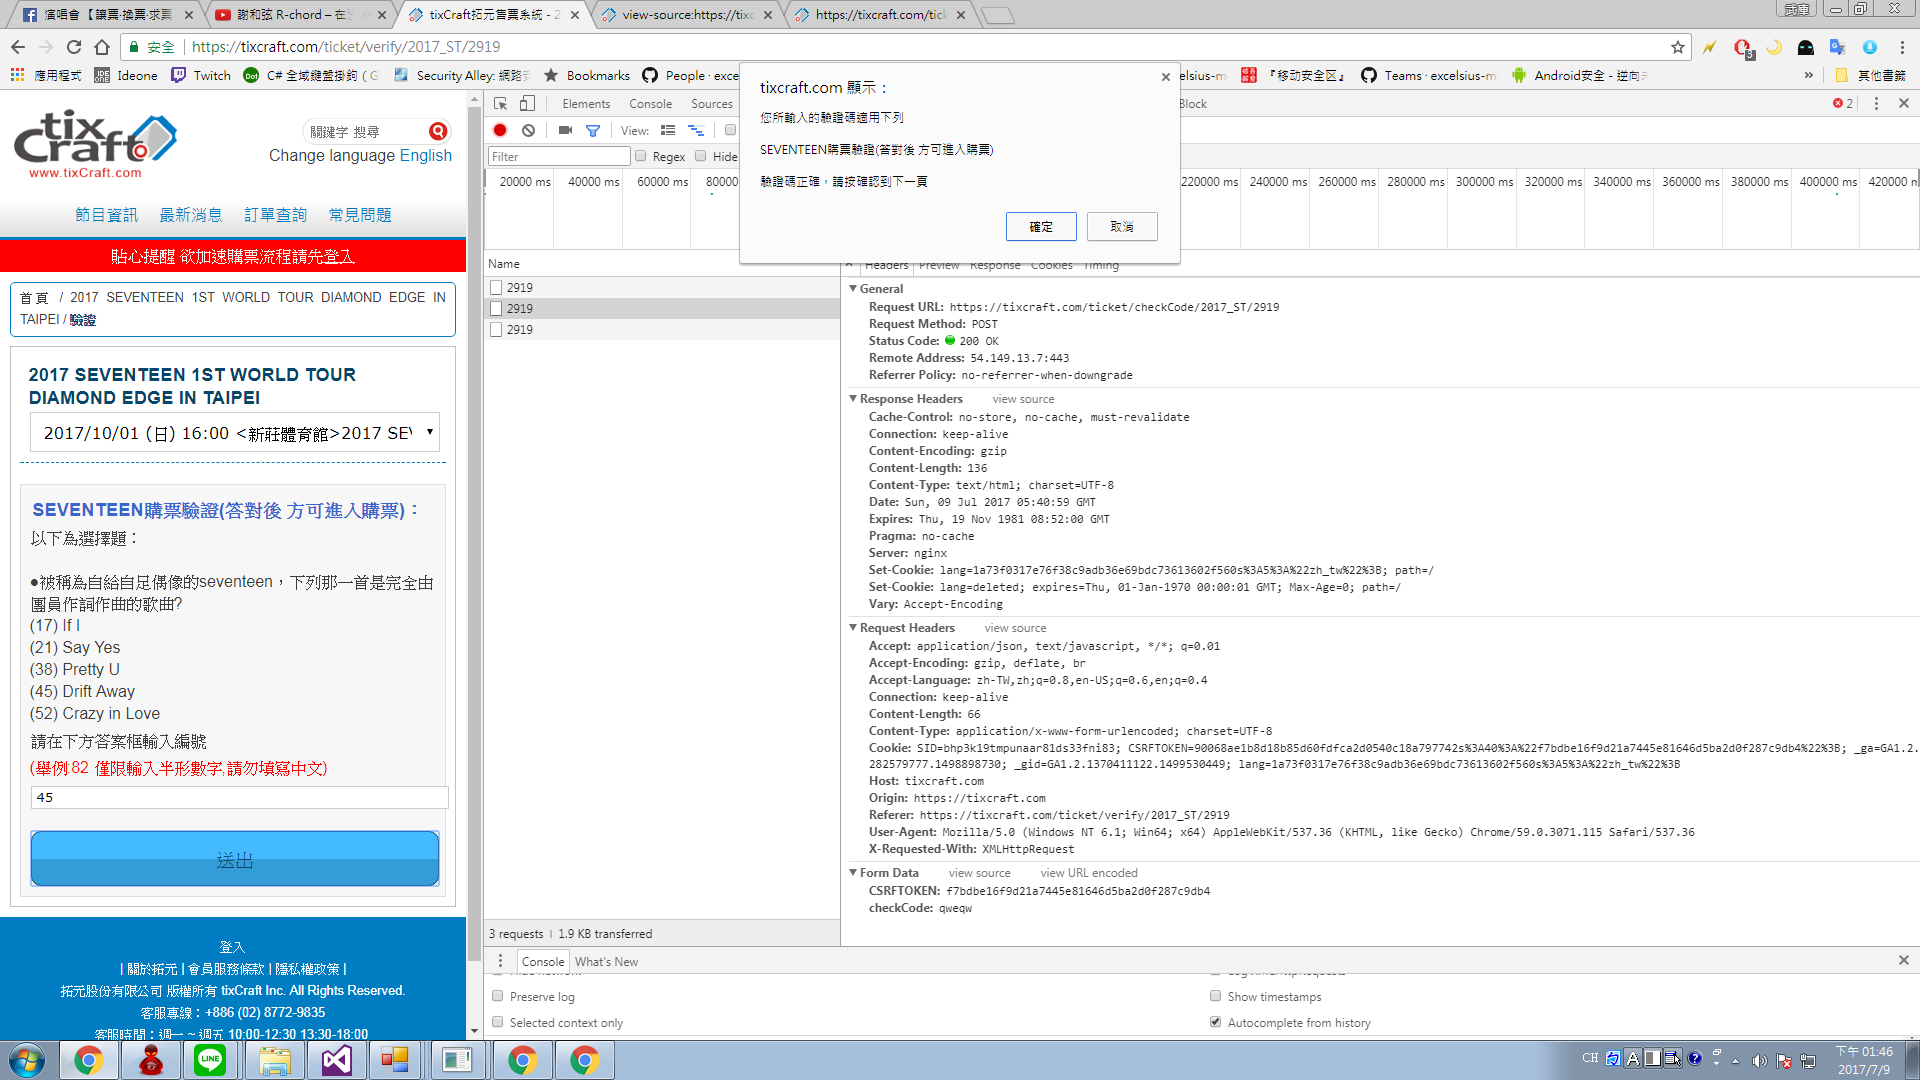 演唱會【 讓票·換票·求票
謝和弦 R-chord – 在
tixCraft拓元售票系統 - 2
view-source:https://tix
https://tixcraft.com/tick
安全
https://tixcraft.com/ticket/verify/2017_ST/2919
應用程式
Ideone
Twitch
C# 全域鍵盤掛鉤 ( G
Security Alley: 網路
Bookmarks
People · exce
elsius-m
『移动安全区』
Teams · excelsius-m
Android安全 - 逆向
»
其他書籤
tixcraft.com 顯示：
您所輸入的驗證碼適用下列
SEVENTEEN購票驗證(答對後 方可進入購票)
驗證碼正確，請按確認到下一頁
確定
取消
tix
Craft
www.tixCraft.com
關鍵字 搜尋
Change language English
節目資訊
最新消息
訂單查詢
常見問題
貼心提醒 欲加速購票流程請先登入
首頁 / 2017 SEVENTEEN 1ST WORLD TOUR DIAMOND EDGE IN
TAIPEI / 驗證
2017 SEVENTEEN 1ST WORLD TOUR
DIAMOND EDGE IN TAIPEI
2017/10/01 (日) 16:00 <新莊體育館>2017 SEV
SEVENTEEN購票驗證(答對後 方可進入購票)：
以下為選擇題：
●被稱為自給自足偶像的seventeen，下列那一首是完全由
團員作詞作曲的歌曲?
(17) If I
(21) Say Yes
(38) Pretty U
(45) Drift Away
(52) Crazy in Love
請在下方答案框輸入編號
(舉例:82 僅限輸入半形數字,請勿填寫中文)
45
送出
登入
| 關於拓元 | 會員服務條款 | 隱私權政策 |
拓元股份有限公司 版權所有 tixCraft Inc. All Rights Reserved.
客服專線：+886 (02) 8772-9835
客服時間：週一 ~ 週五 10:00-12:30 13:30-18:00
Elements
Console
Sources
Block
2
View:
Filter
Regex
Hide
20000 ms
40000 ms
60000 ms
80000
220000 ms
240000 ms
260000 ms
280000 ms
300000 ms
320000 ms
340000 ms
360000 ms
380000 ms
400000 ms
420000 n
Name
2919
2919
2919
3 requests | 1.9 KB transferred
Headers
Preview
Response
Cookies
Timing
General
Request URL: https://tixcraft.com/ticket/checkCode/2017_ST/2919
Request Method: POST
Status Code: 200 OK
Remote Address: 54.149.13.7:443
Referrer Policy: no-referrer-when-downgrade
Response Headers view source
Cache-Control: no-store, no-cache, must-revalidate
Connection: keep-alive
Content-Encoding: gzip
Content-Length: 136
Content-Type: text/html; charset=UTF-8
Date: Sun, 09 Jul 2017 05:40:59 GMT
Expires: Thu, 19 Nov 1981 08:52:00 GMT
Pragma: no-cache
Server: nginx
Set-Cookie: lang=1a73f0317e76f38c9adb36e69bdc73613602f560s%3A5%3A%22zh_tw%22%3B; path=/
Set-Cookie: lang=deleted; expires=Thu, 01-Jan-1970 00:00:01 GMT; Max-Age=0; path=/
Vary: Accept-Encoding
Request Headers view source
Accept: application/json, text/javascript, */*; q=0.01
Accept-Encoding: gzip, deflate, br
Accept-Language: zh-TW,zh;q=0.8,en-US;q=0.6,en;q=0.4
Connection: keep-alive
Content-Length: 66
Content-Type: application/x-www-form-urlencoded; charset=UTF-8
Cookie: SID=bhp3k19tmpunaar81ds33fni83; CSRFTOKEN=90068ae1b8d18b85d60fdfca2d0540c18a797742s%3A40%3A%22f7bdbe16f9d21a7445e81646d5ba2d0f287c9db4%22%3B; _ga=GA1.2.
282579777.1498898730; _gid=GA1.2.1370411122.1499530449; lang=1a73f0317e76f38c9adb36e69bdc73613602f560s%3A5%3A%22zh_tw%22%3B
Host: tixcraft.com
Origin: https://tixcraft.com
Referer: https://tixcraft.com/ticket/verify/2017_ST/2919
User-Agent: Mozilla/5.0 (Windows NT 6.1; Win64; x64) AppleWebKit/537.36 (KHTML, like Gecko) Chrome/59.0.3071.115 Safari/537.36
X-Requested-With: XMLHttpRequest
Form Data view source view URL encoded
CSRFTOKEN: f7bdbe16f9d21a7445e81646d5ba2d0f287c9db4
checkCode: qweqw
Console
What's New
Preserve log
Show timestamps
Selected context only
Autocomplete from history
LINE
CH
下午 01:46
2017/7/9